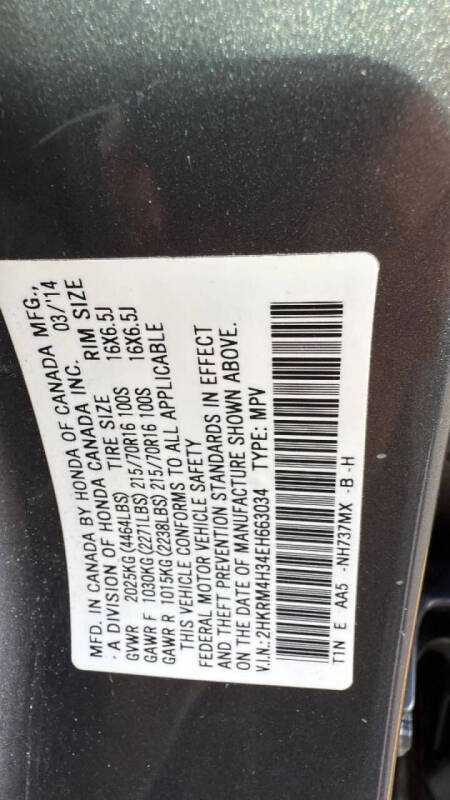 MFD. IN CANADA BY HONDA OF CANADA MFG.,
- A DIVISION OF HONDA CANADA INC. 03/'14
TIRE SIZE RIM SIZE
GVWR 2025KG(4464LBS)
GAWR F 1030KG(2271LBS) 215/70R16 100S 16X6.5J
GAWR R 1015KG(2238LBS) 215/70R16 100S 16X6.5J
THIS VEHICLE CONFORMS TO ALL APPLICABLE
FEDERAL MOTOR VEHICLE SAFETY
AND THEFT PREVENTION STANDARDS IN EFFECT
ON THE DATE OF MANUFACTURE SHOWN ABOVE.
V.I.N.:2HKRM4H34EH663034 TYPE: MPV
TIN E AA5 -NH737MX -B -H